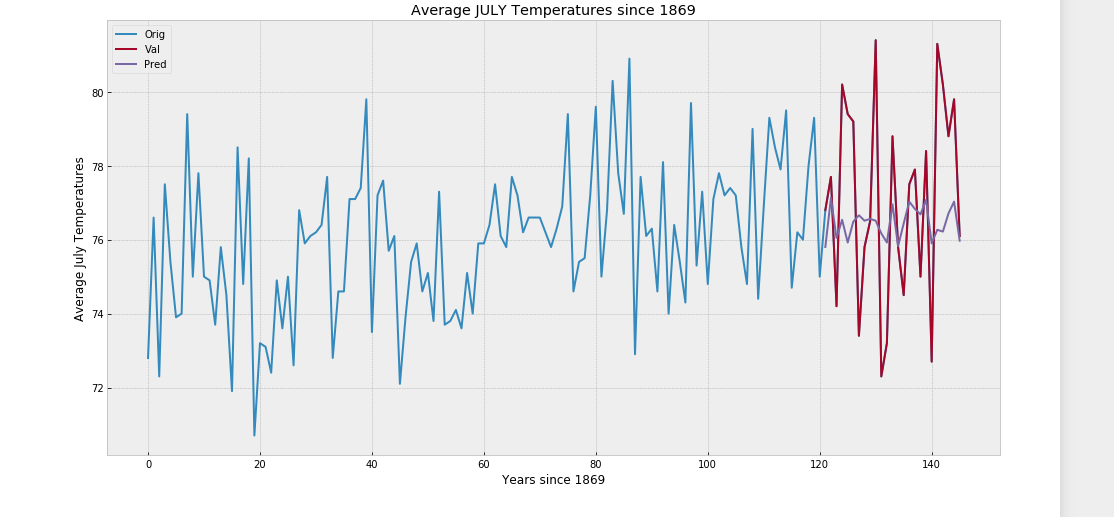 Average JULY Temperatures since 1869
Orig
Val
Pred
80
78
76
74
72
Average July Temperatures
0 20 40 60 80 100 120 140
Years since 1869